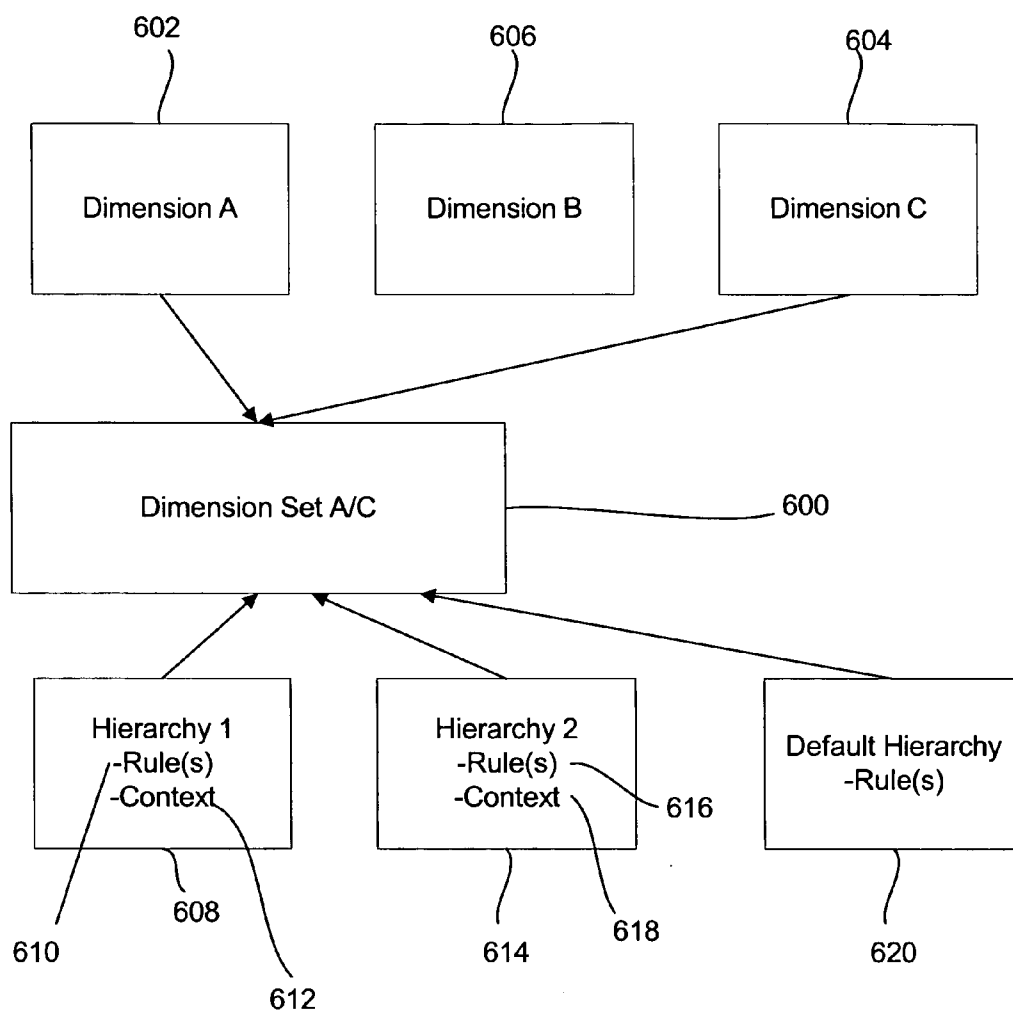 602
606
604
Dimension A
Dimension B
Dimension C
Dimension Set A/C
600
Hierarchy 1
-Rule(s)
-Context
Hierarchy 2
-Rule(s)
-Context
Default Hierarchy
-Rule(s)
616
608
610
612
614
618
620